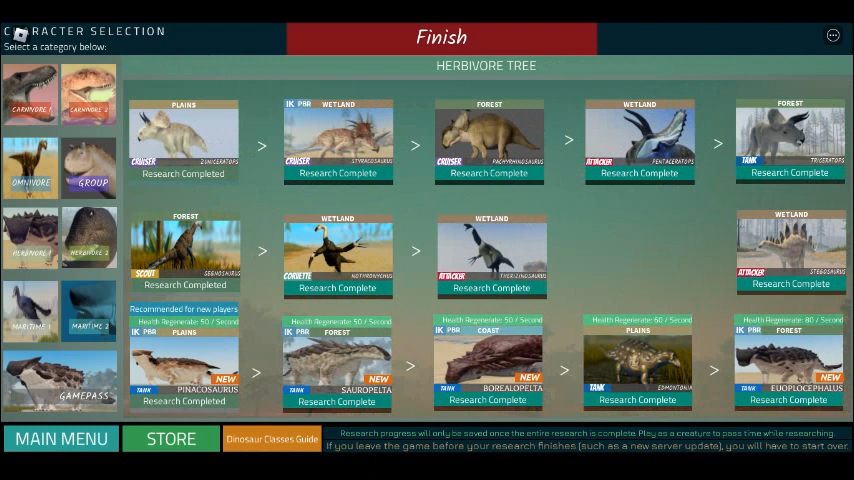 CHARACTER SELECTION
Select a category below:
Finish
HERBIVORE TREE
CARNIVORE 1
CARNIVORE 2
OMNIVORE
GROUP
HERBIVORE 1
HERBIVORE 2
MARITIME 1
MARITIME 2
GAMEPASS
PLAINS
CRUISER
ZUNICERATOPS
Research Completed
>
IK PBR WETLAND
CRUISER
STYRACOSAURUS
Research Complete
>
FOREST
CRUISER
PACHYRHINOSAURUS
Research Complete
>
WETLAND
ATTACKER
PENTACERATOPS
Research Complete
>
FOREST
TANK
TRICERATOPS
Research Complete
FOREST
SCOUT
SEGNOSAURUS
Research Completed
>
WETLAND
CORVETTE
NOTHRONYCHUS
Research Complete
>
WETLAND
ATTACKER
THERIZINOSAURUS
Research Complete
WETLAND
ATTACKER
STEGOSAURUS
Research Complete
Recommended for new players
Health Regenerate: 50 / Second
IK PBR PLAINS
NEW
TANK PINACOSAURUS
Research Completed
>
Health Regenerate: 50 / Second
IK PBR FOREST
NEW
TANK SAUROPELTA
Research Complete
>
Health Regenerate: 50 / Second
IK PBR COAST
NEW
TANK BOREALOPELTA
Research Complete
>
Health Regenerate: 60 / Second
PLAINS
TANK EDMONTONIA
Research Complete
>
Health Regenerate: 80 / Second
IK PBR FOREST
NEW
TANK EUOPLOCEPHALUS
Research Complete
MAIN MENU
STORE
Dinosaur Classes Guide
Research progress will only be saved once the entire research is complete. Play as a creature to pass time while researching.
If you leave the game before your research finishes (such as a new server update), you will have to start over.